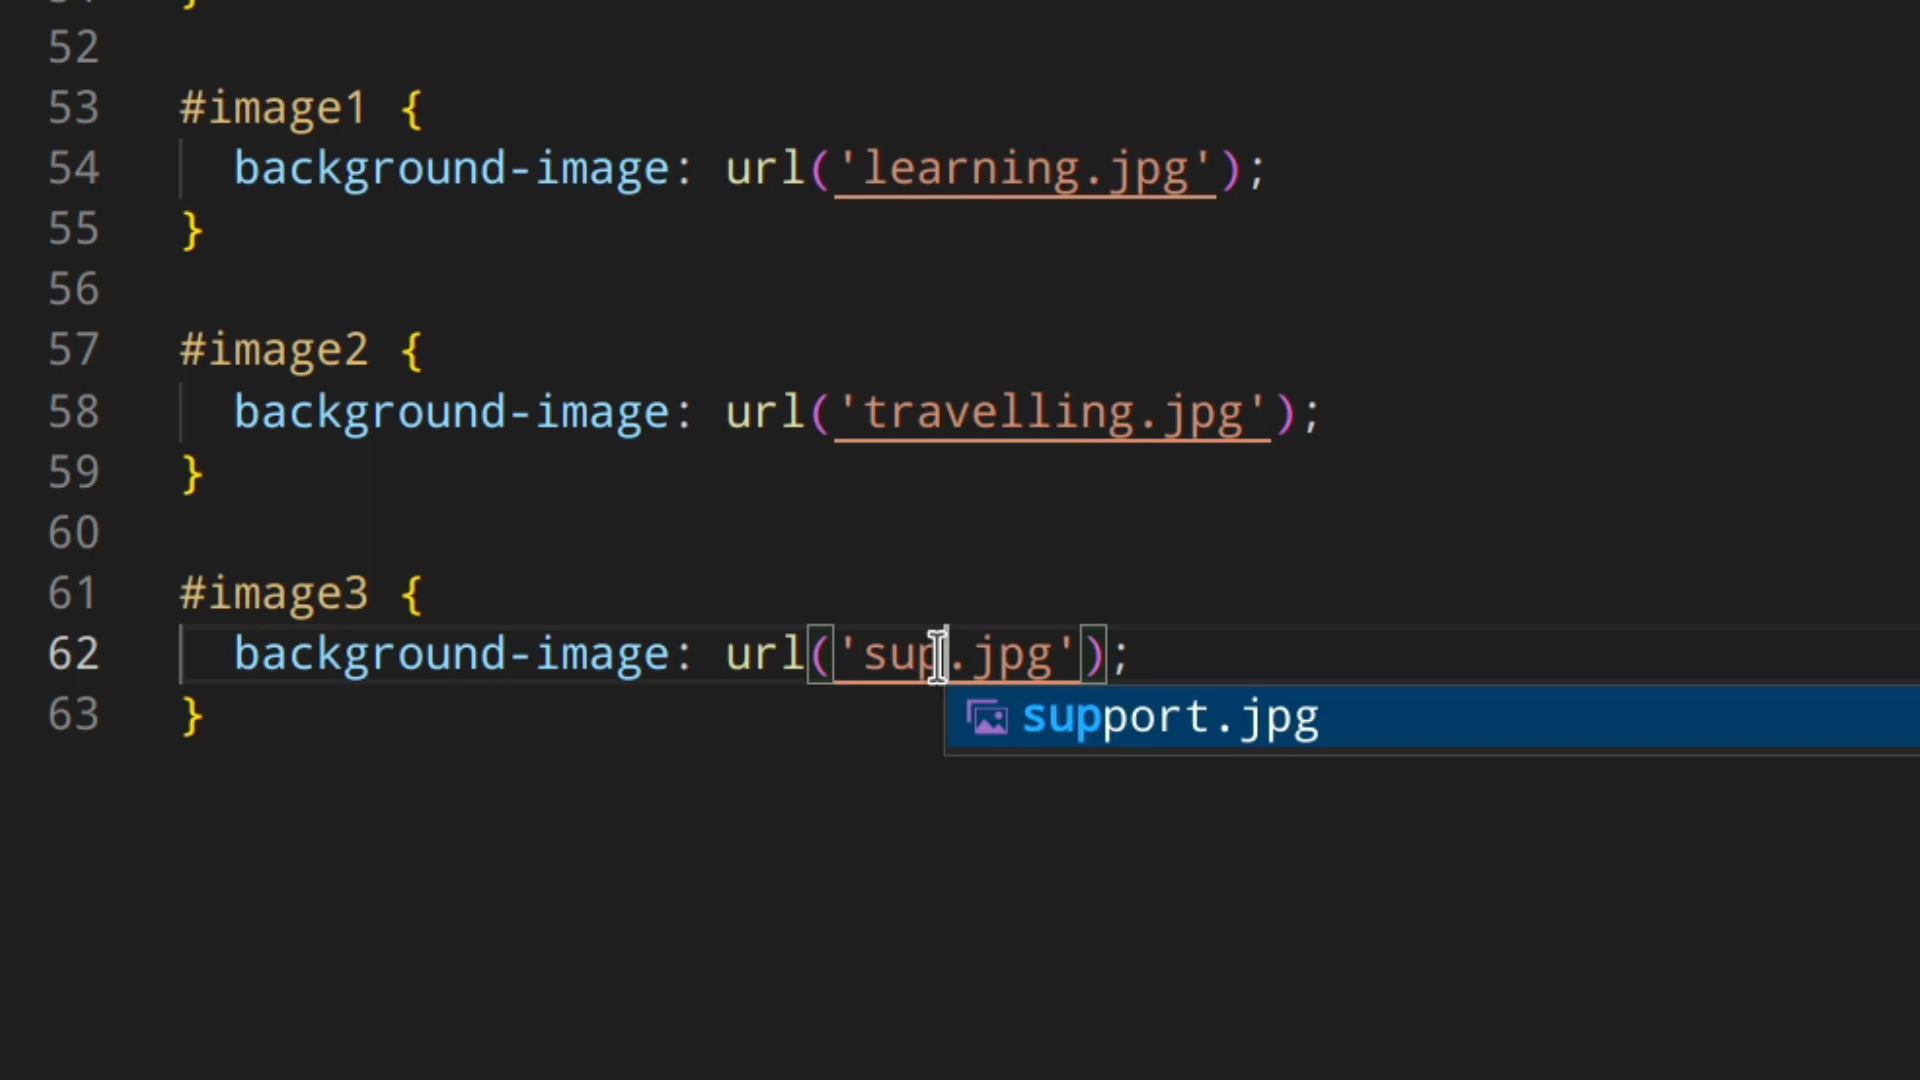 52
53 #image1 {
54 background-image: url('learning.jpg');
55 }
56
57 #image2 {
58 background-image: url('travelling.jpg');
59 }
60
61 #image3 {
62 background-image: url('sup.jpg');
support.jpg
63 }